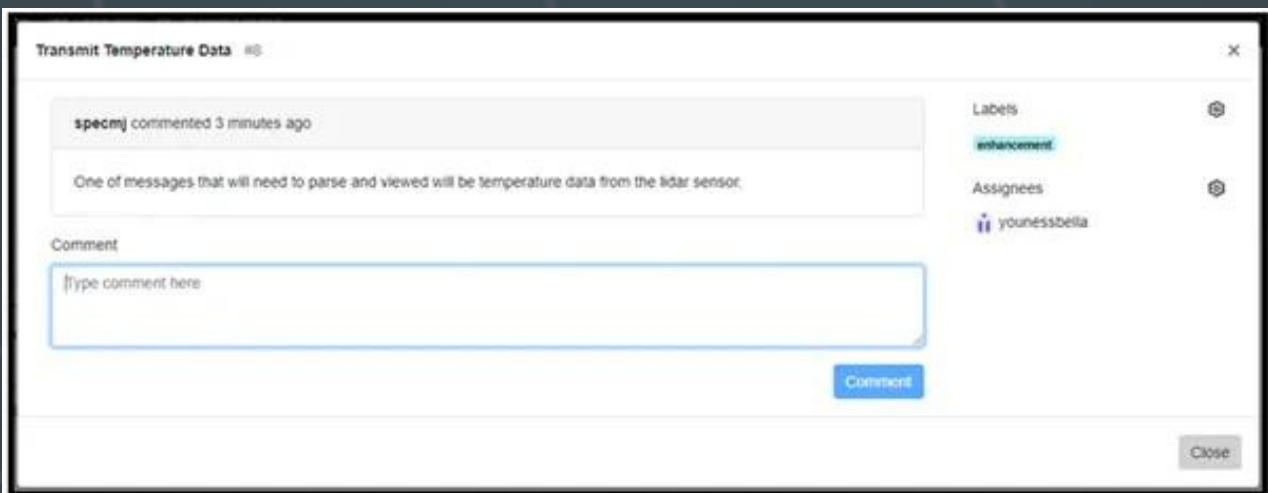 Transmit Temperature Data
×
specmj commented 3 minutes ago
One of messages that will need to parse and viewed will be temperature data from the lidar sensor.
Comment
Type comment here
Comment
Labels
enhancement
Assignees
younessbella
Close